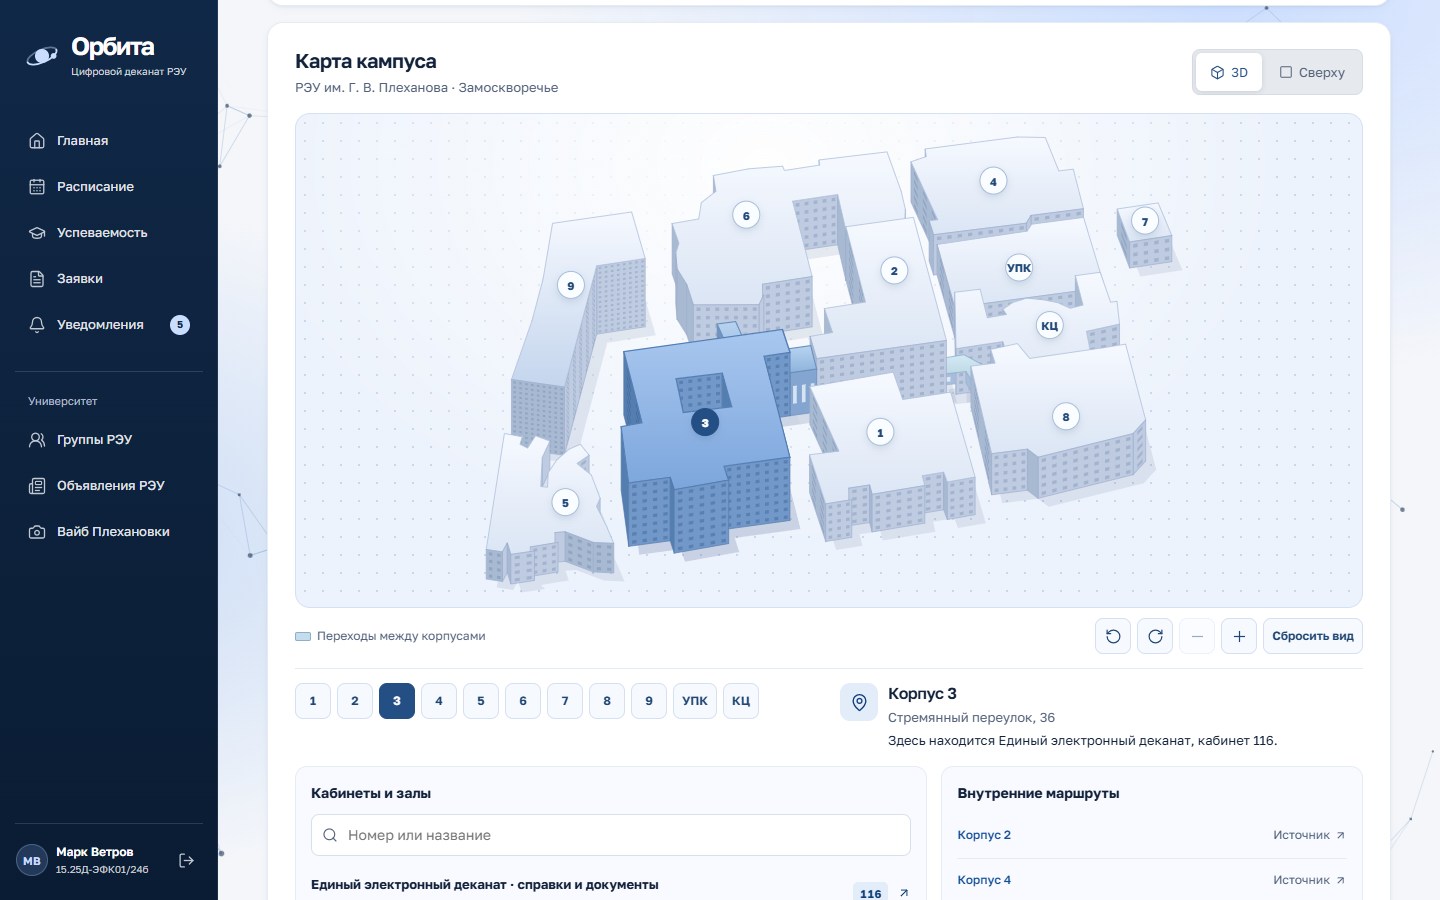 Орбита
Цифровой деканат РЭУ
Главная
Расписание
Успеваемость
Заявки
Уведомления 5
Университет
Группы РЭУ
Объявления РЭУ
Вайб Плехановки
МВ
Марк Ветров
15.25Д-ЭФК01/24б
Карта кампуса
РЭУ им. Г. В. Плеханова · Замоскворечье
3D
Сверху
4
6
7
2
УПК
9
КЦ
8
3
1
5
Переходы между корпусами
Сбросить вид
1 2 3 4 5 6 7 8 9 УПК КЦ
Корпус 3
Стремянный переулок, 36
Здесь находится Единый электронный деканат, кабинет 116.
Кабинеты и залы
Номер или название
Единый электронный деканат · справки и документы
116
Внутренние маршруты
Корпус 2 Источник
Корпус 4 Источник